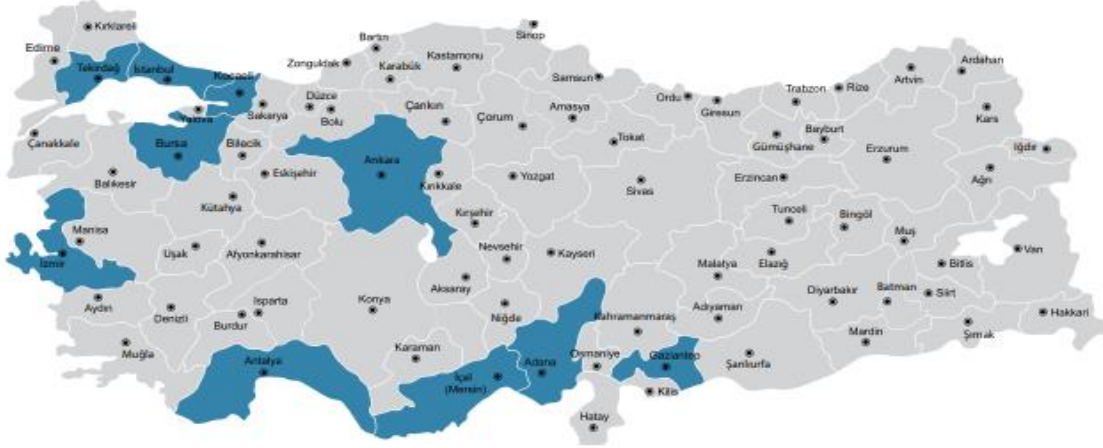 Kırklareli
Edirne
Tekirdağ
İstanbul
Kocaeli
Yalova
Sakarya
Düzce
Bolu
Zonguldak
Bartın
Karabük
Kastamonu
Sinop
Çankırı
Samsun
Amasya
Çorum
Tokat
Ordu
Giresun
Trabzon
Rize
Artvin
Ardahan
Kars
Gümüşhane
Bayburt
Erzurum
Iğdır
Ağrı
Çanakkale
Bursa
Bilecik
Balıkesir
Eskişehir
Kütahya
Ankara
Kırıkkale
Yozgat
Sivas
Erzincan
Kırşehir
Tunceli
Bingöl
Muş
Van
Bitlis
Manisa
İzmir
Uşak
Afyonkarahisar
Nevşehir
Kayseri
Malatya
Elazığ
Aydın
Denizli
Isparta
Burdur
Konya
Aksaray
Niğde
Kahramanmaraş
Adıyaman
Diyarbakır
Batman
Siirt
Şırnak
Hakkari
Mardin
Muğla
Antalya
Karaman
İçel
(Mersin)
Adana
Osmaniye
Gaziantep
Şanlıurfa
Kilis
Hatay